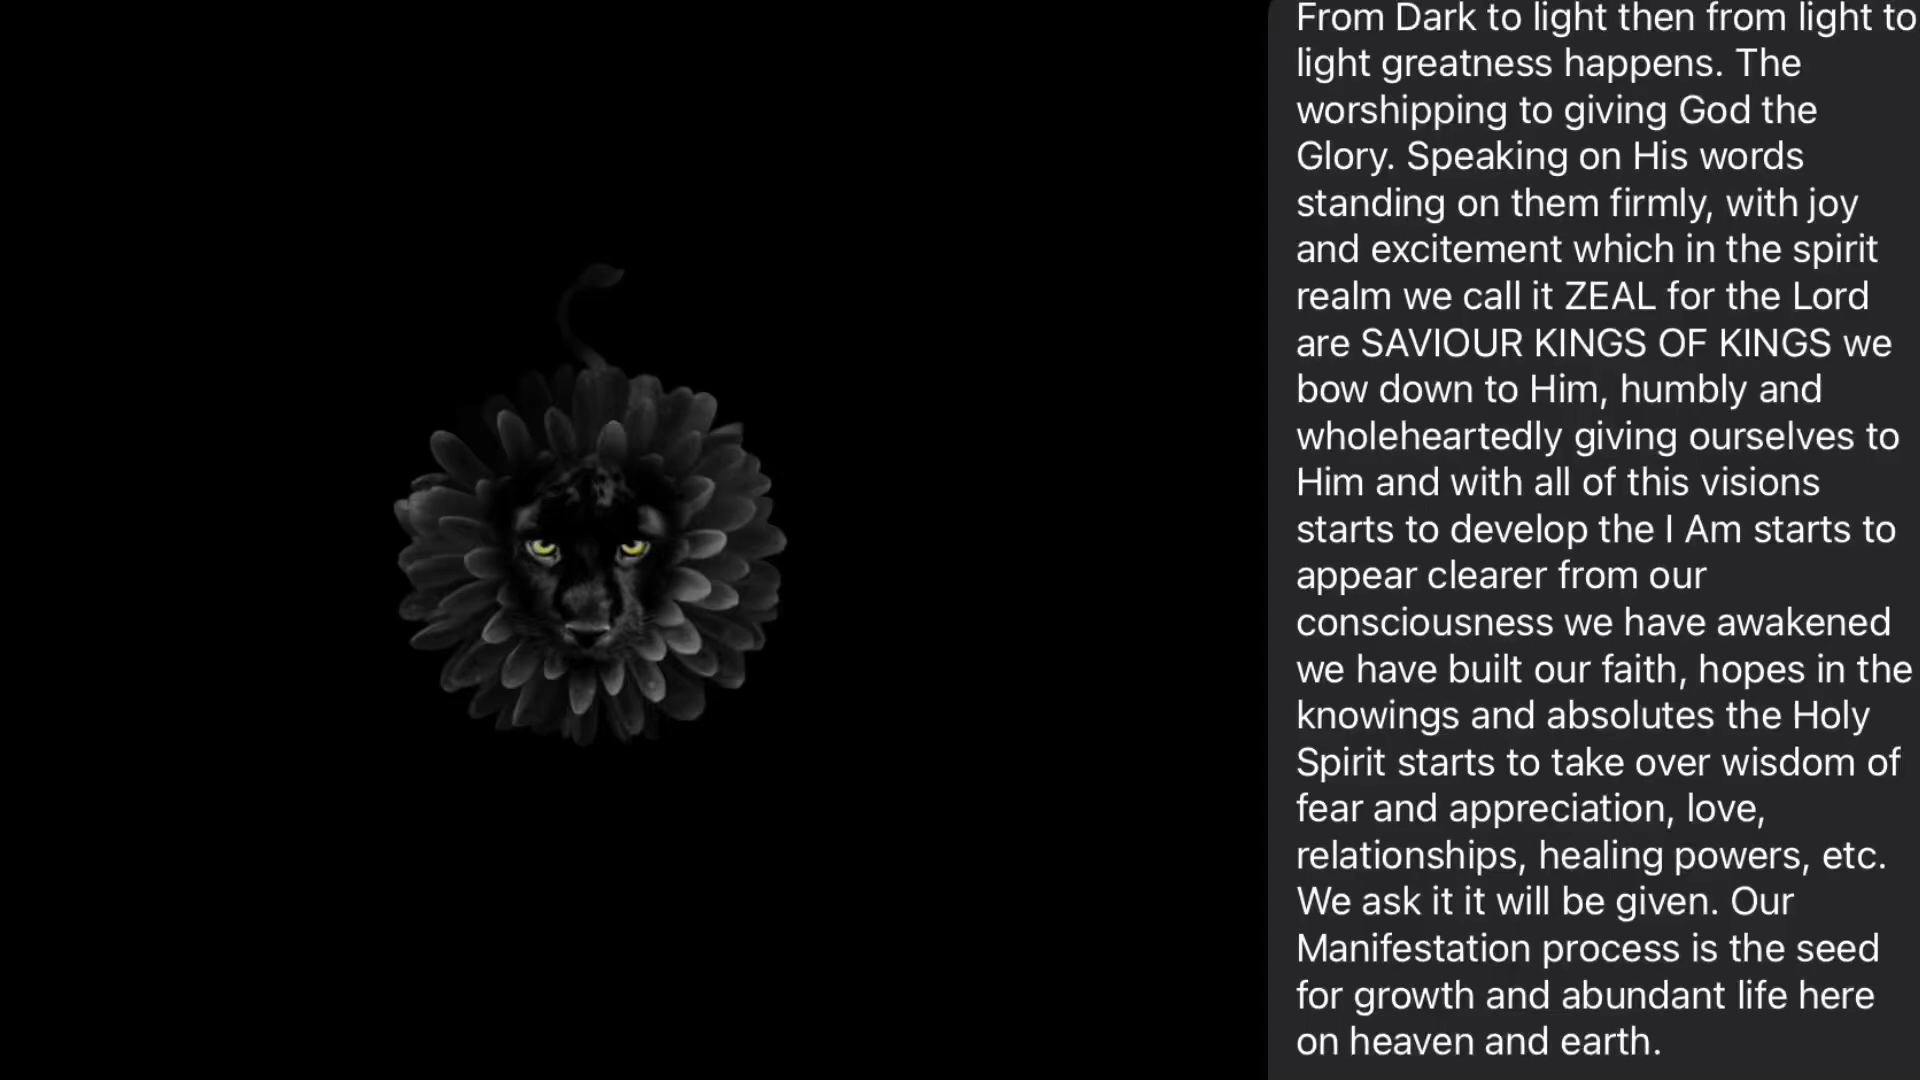 From Dark to light then from light to
light greatness happens. The
worshipping to giving God the
Glory. Speaking on His words
standing on them firmly, with joy
and excitement which in the spirit
realm we call it ZEAL for the Lord
are SAVIOUR KINGS OF KINGS we
bow down to Him, humbly and
wholeheartedly giving ourselves to
Him and with all of this visions
starts to develop the I Am starts to
appear clearer from our
consciousness we have awakened
we have built our faith, hopes in the
knowings and absolutes the Holy
Spirit starts to take over wisdom of
fear and appreciation, love,
relationships, healing powers, etc.
We ask it it will be given. Our
Manifestation process is the seed
for growth and abundant life here
on heaven and earth.